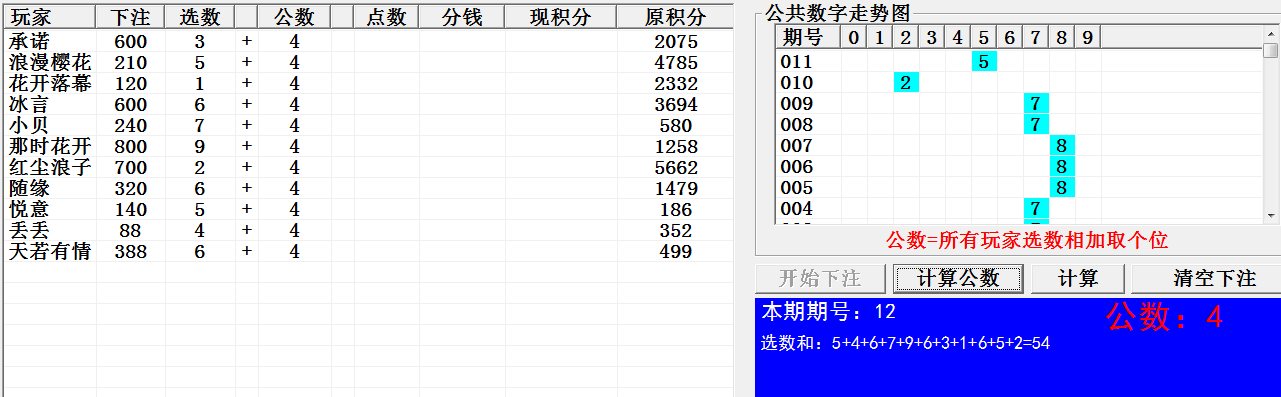 玩家 下注 选数 公数 点数 分钱 现积分 原积分
承诺 600 3 + 4 2075
浪漫樱花 210 5 + 4 4785
花开落幕 120 1 + 4 2332
冰言 600 6 + 4 3694
小贝 240 7 + 4 580
那时花开 800 9 + 4 1258
红尘浪子 700 2 + 4 5662
随缘 320 6 + 4 1479
悦意 140 5 + 4 186
丢丢 88 4 + 4 352
天若有情 388 6 + 4 499
公共数字走势图
期号 0 1 2 3 4 5 6 7 8 9
011 5
010 2
009 7
008 7
007 8
006 8
005 8
004 7
公数=所有玩家选数相加取个位
开始下注 计算公数 计算 清空下注
本期期号：12 公数：4
选数和：5+4+6+7+9+6+3+1+6+5+2=54